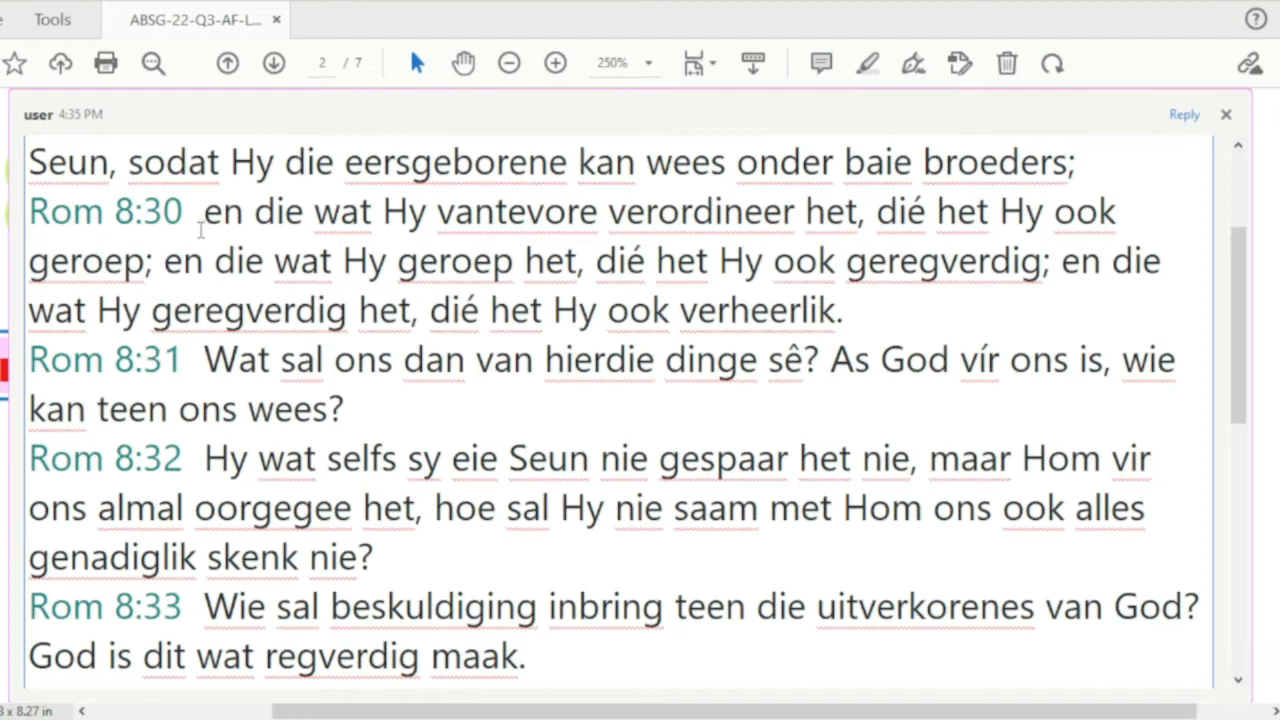 Tools
ABSG-22-Q3-AF-L... ×
2 / 7
250%
user 4:35 PM
Reply
Seun, sodat Hy die eersgeborene kan wees onder baie broeders;
Rom 8:30 en die wat Hy vantevore verordineer het, dié het Hy ook
geroep; en die wat Hy geroep het, dié het Hy ook geregverdig; en die
wat Hy geregverdig het, dié het Hy ook verheerlik.
Rom 8:31 Wat sal ons dan van hierdie dinge sê? As God vír ons is, wie
kan teen ons wees?
Rom 8:32 Hy wat selfs sy eie Seun nie gespaar het nie, maar Hom vir
ons almal oorgegee het, hoe sal Hy nie saam met Hom ons ook alles
genadiglik skenk nie?
Rom 8:33 Wie sal beskuldiging inbring teen die uitverkorenes van God?
God is dit wat regverdig maak.
x 8.27 in